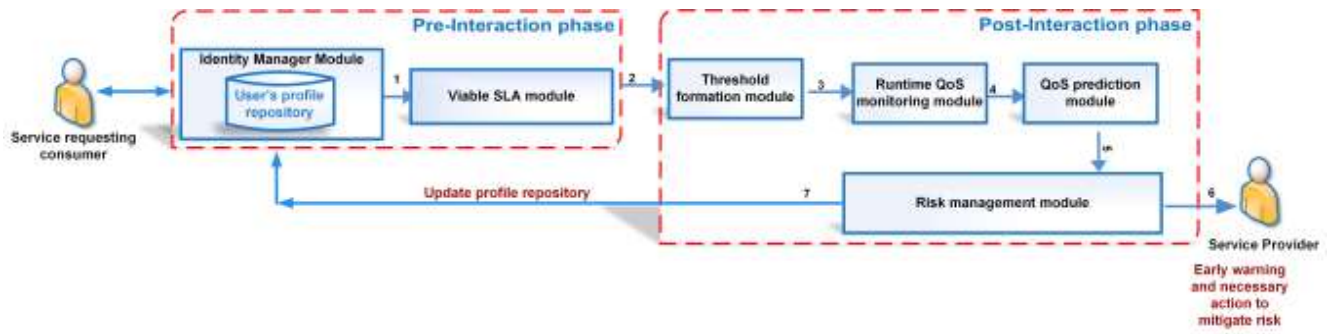 Pre-Interaction phase
Post-Interaction phase
Identity Manager Module
User's profile
repository
1
Viable SLA module
2
Threshold
formation module
3
Runtime QoS
monitoring module
4
QoS prediction
module
5
Service requesting
consumer
Update profile repository
7
Risk management module
6
Service Provider
Early warning
and necessary
action to
mitigate risk